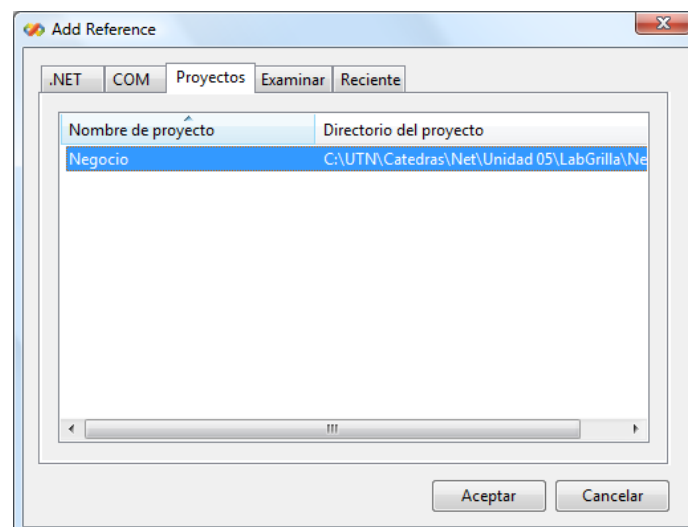 Add Reference
.NET COM Proyectos Examinar Reciente
Nombre de proyecto Directorio del proyecto
Negocio C:\UTN\Catedras\Net\Unidad 05\LabGrilla\Ne
Aceptar Cancelar